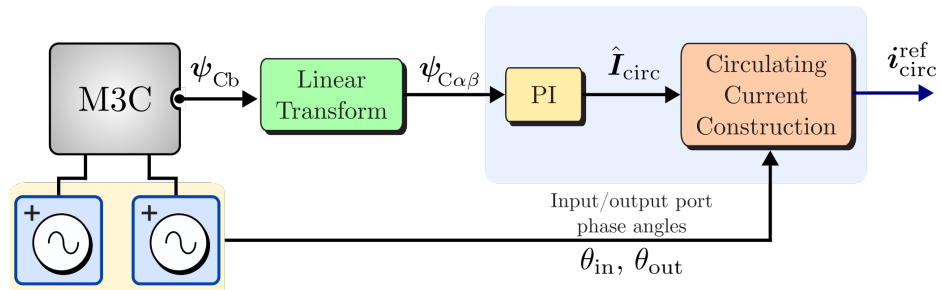 M3C
ψ_Cb
Linear
Transform
ψ_Cαβ
PI
Î_circ
Circulating
Current
Construction
i_circ^ref
+
+
Input/output port
phase angles
θ_in, θ_out